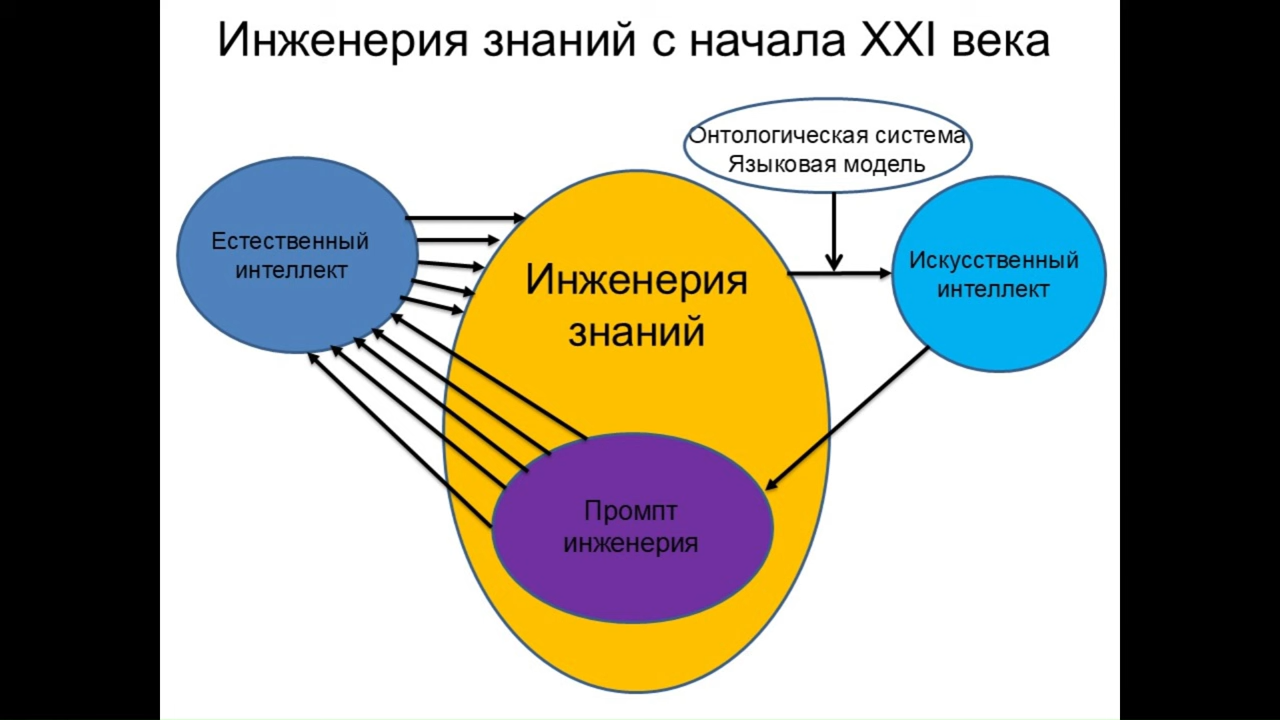 Инженерия знаний с начала XXI века
Онтологическая система
Языковая модель
Естественный
интеллект
Инженерия
знаний
Искусственный
интеллект
Промпт
инженерия